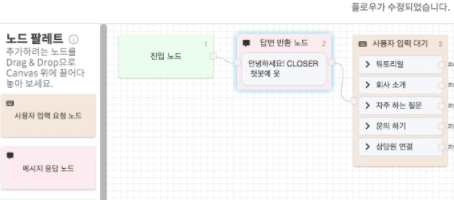 플로우가 수정되었습니다.
노드 팔레트
추가하려는 노드를
Drag & Drop으로
Canvas 위에 끌어다
놓아 보세요.
사용자 입력 요청 노드
메시지 응답 노드
진입 노드
1
답변 반환 노드
2
안녕하세요! CLOSER
챗봇에 오
사용자 입력 대기
3
튜토리얼
회사 소개
자주 하는 질문
문의 하기
상담원 연결